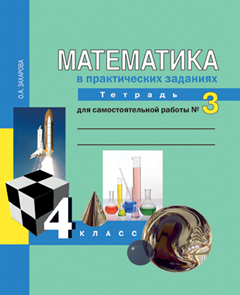 О.А. ЗАХАРОВА
МАТЕМАТИКА
в практических заданиях
Тетрадь
для самостоятельной работы № 3
4
КЛАСС